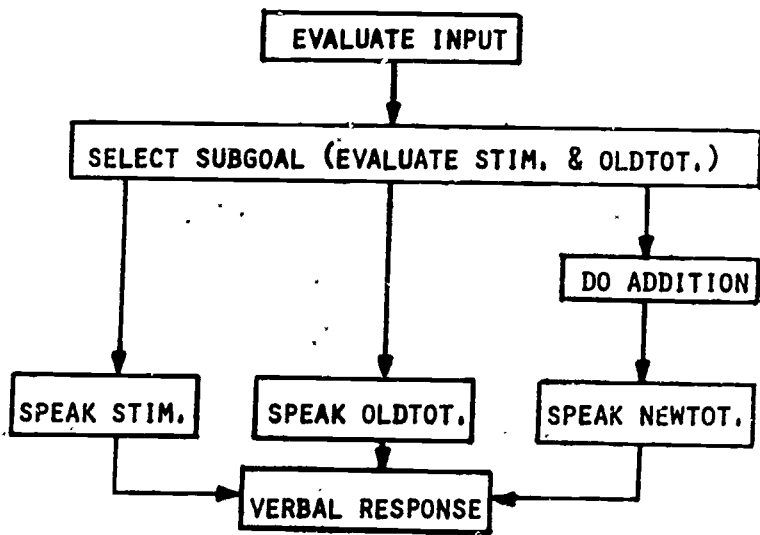 EVALUATE INPUT
SELECT SUBGOAL (EVALUATE STIM. & OLDTOT.)
DO ADDITION
SPEAK STIM.
SPEAK OLDTOT.
SPEAK NEWTOT.
VERBAL RESPONSE